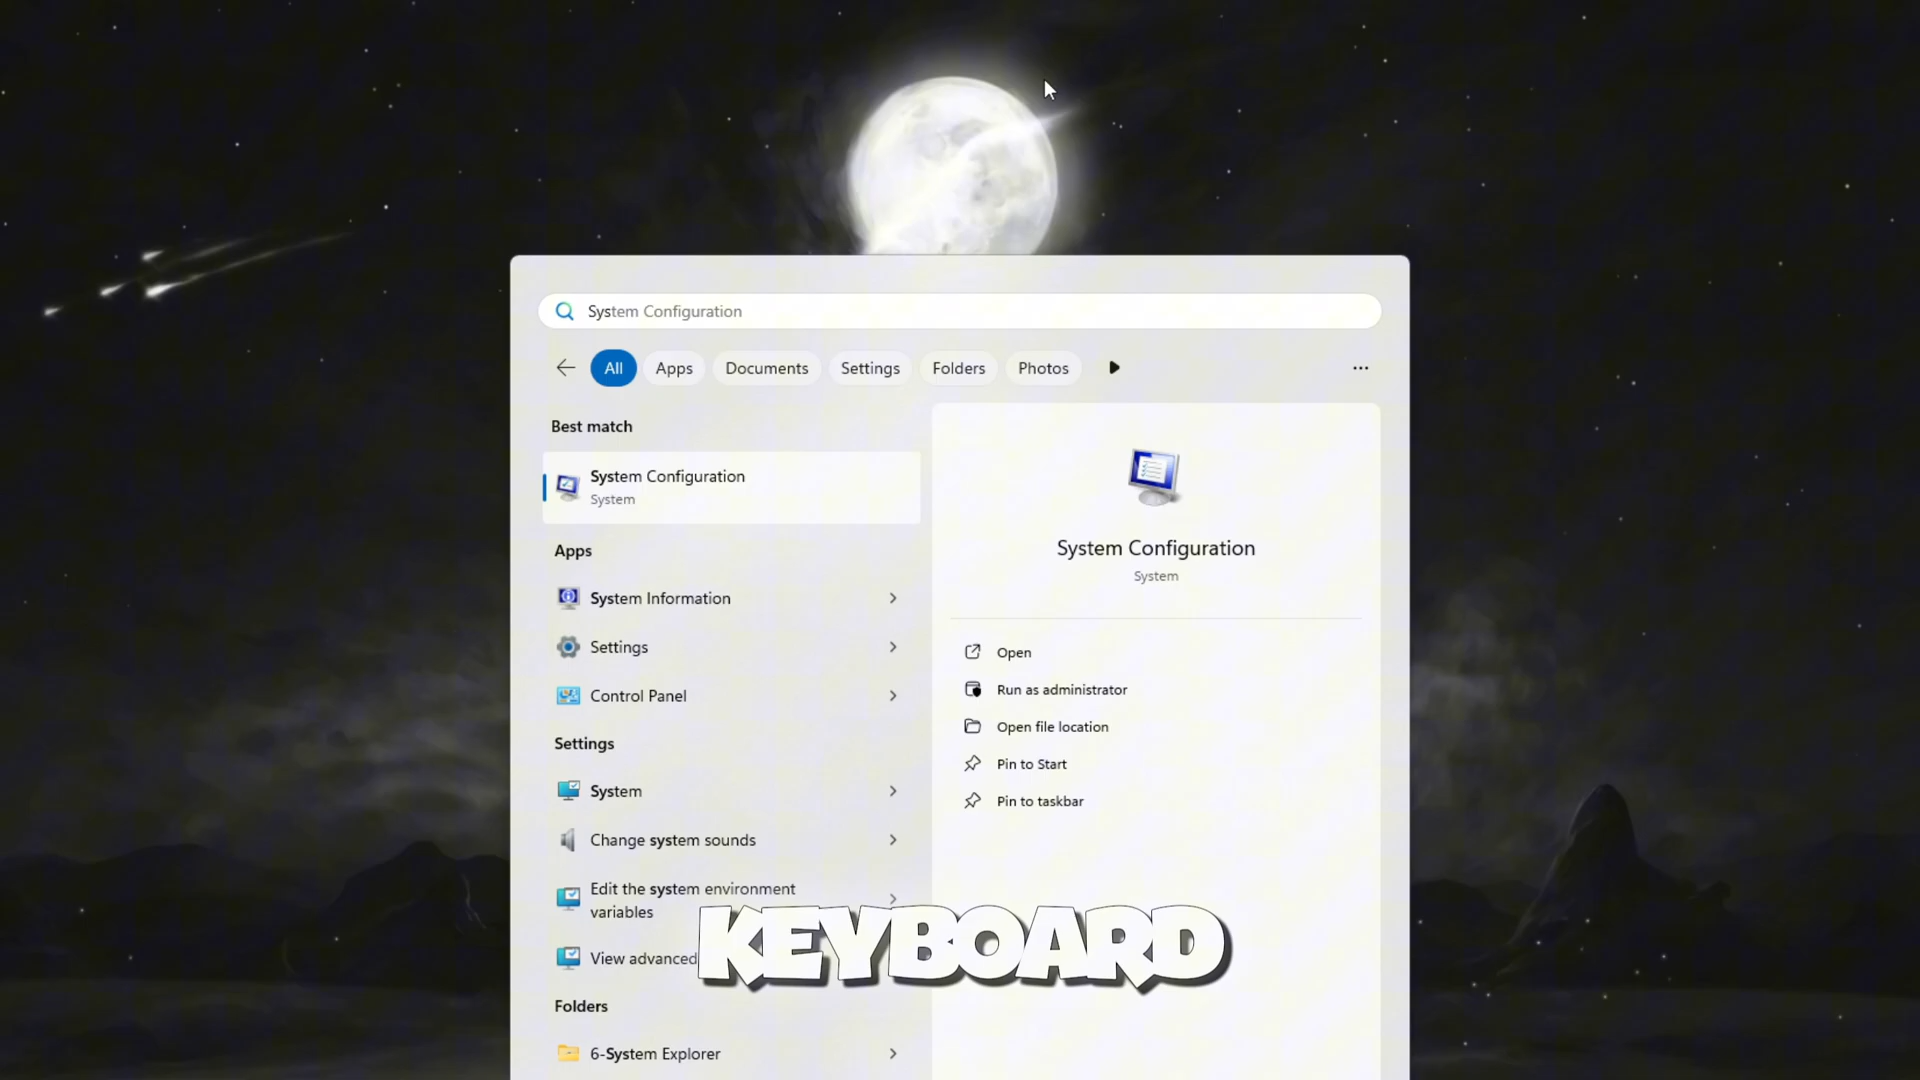 System Configuration
All
Apps
Documents
Settings
Folders
Photos
Best match
System Configuration
System
Apps
System Information
Settings
Control Panel
Settings
System
Change system sounds
Edit the system environment
variables
View advanced
Folders
6-System Explorer
System Configuration
System
Open
Run as administrator
Open file location
Pin to Start
Pin to taskbar
KEYBOARD